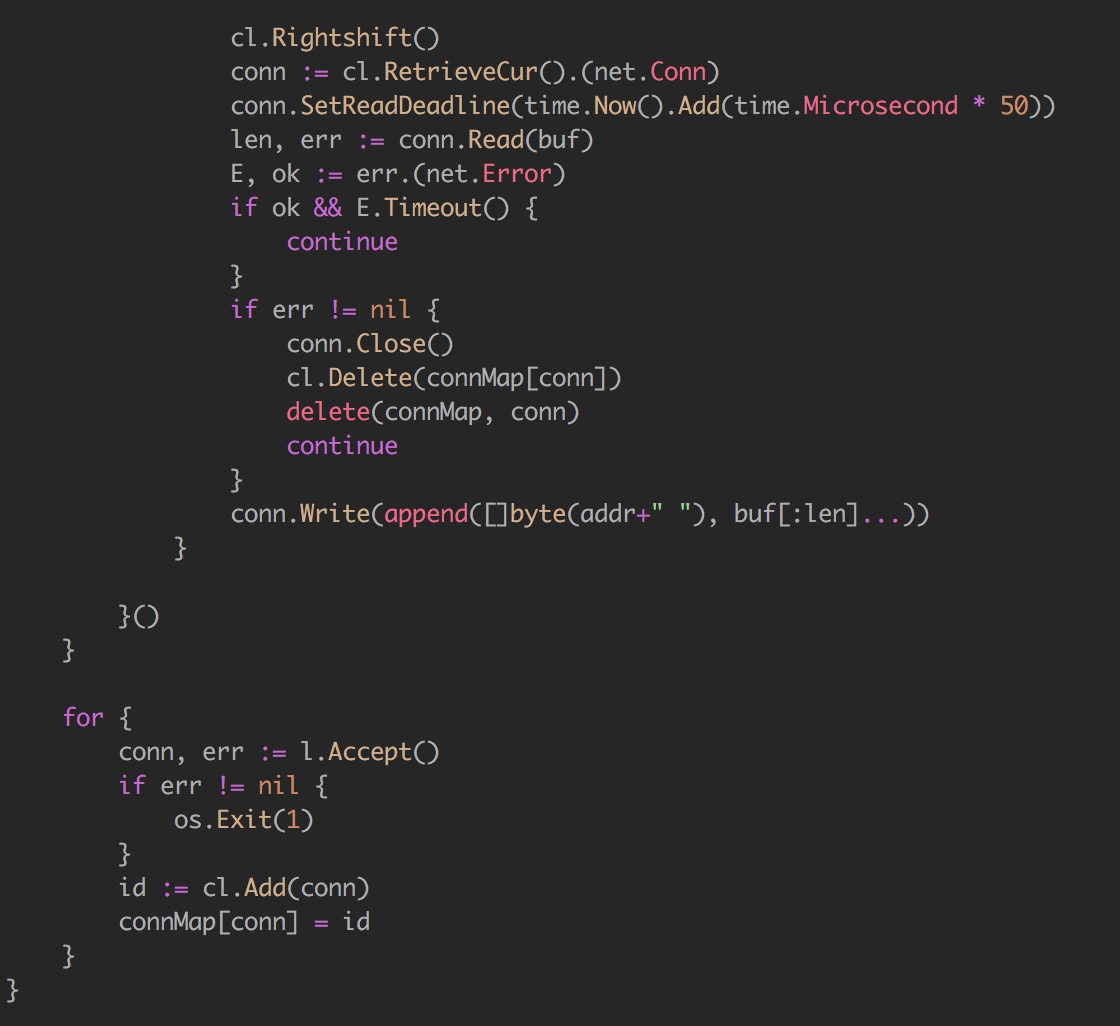 cl.Rightshift()
            conn := cl.RetrieveCur().(net.Conn)
            conn.SetReadDeadline(time.Now().Add(time.Microsecond * 50))
            len, err := conn.Read(buf)
            E, ok := err.(net.Error)
            if ok && E.Timeout() {
                continue
            }
            if err != nil {
                conn.Close()
                cl.Delete(connMap[conn])
                delete(connMap, conn)
                continue
            }
            conn.Write(append([]byte(addr+" "), buf[:len]...))
        }

    }()
}

for {
    conn, err := l.Accept()
    if err != nil {
        os.Exit(1)
    }
    id := cl.Add(conn)
    connMap[conn] = id
}
}